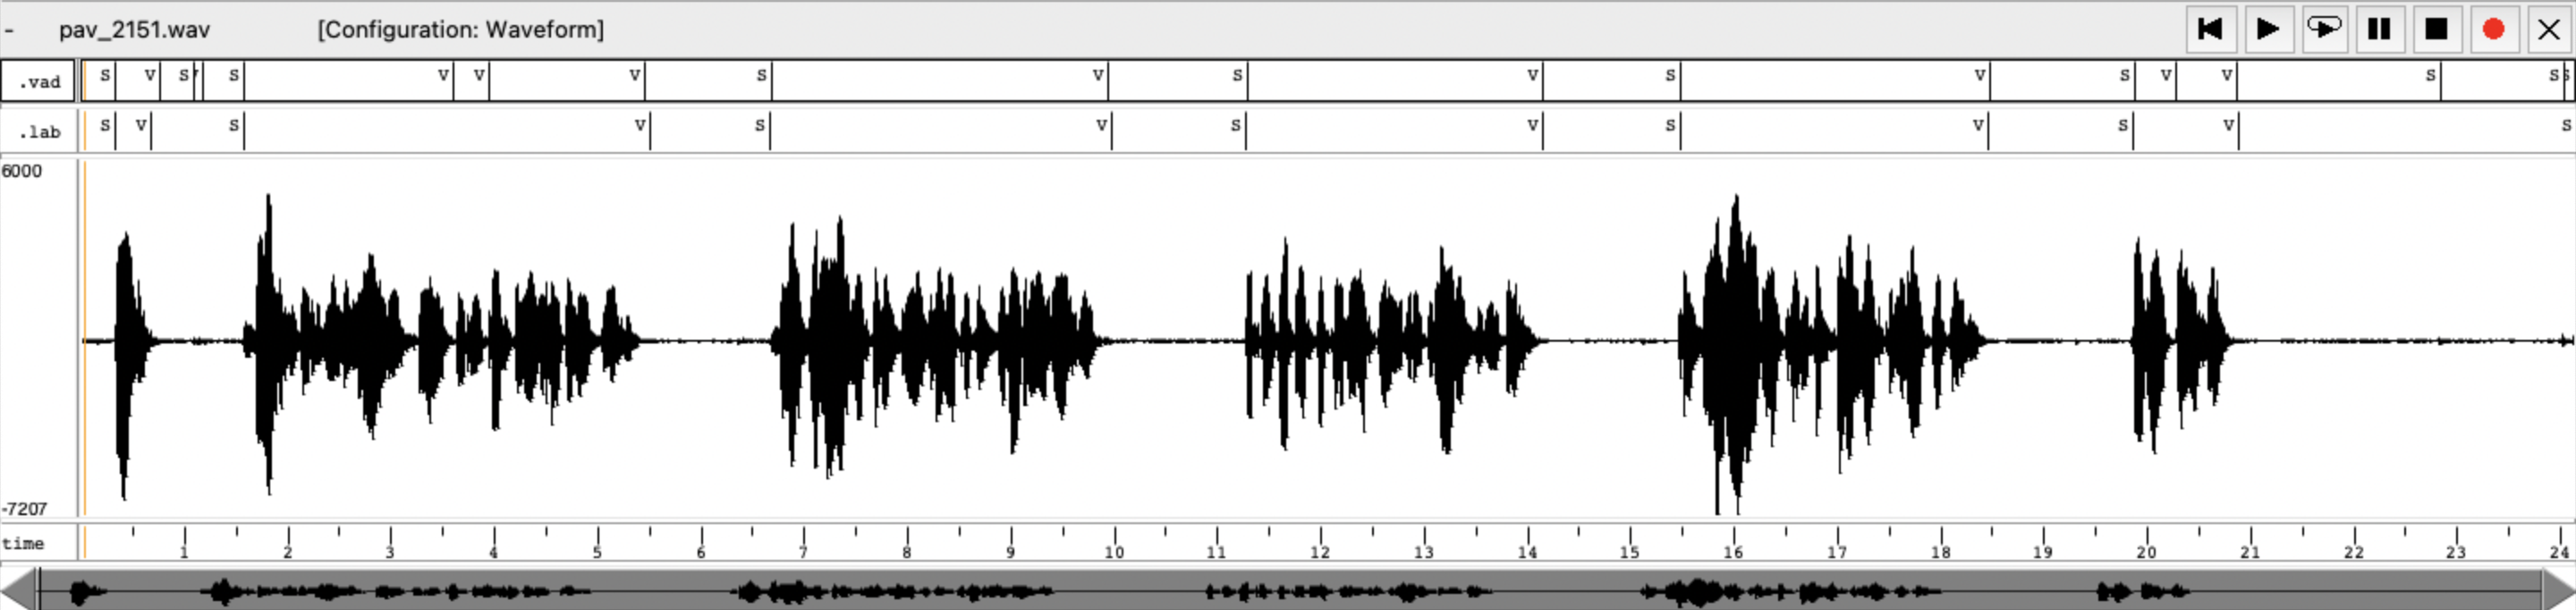 - pav_2151.wav [Configuration: Waveform]
.vad S V S S V V V S V S V S V S V V S S
.lab S V S V S V S V S V S V S
6000
-7207
time 1 2 3 4 5 6 7 8 9 10 11 12 13 14 15 16 17 18 19 20 21 22 23 24